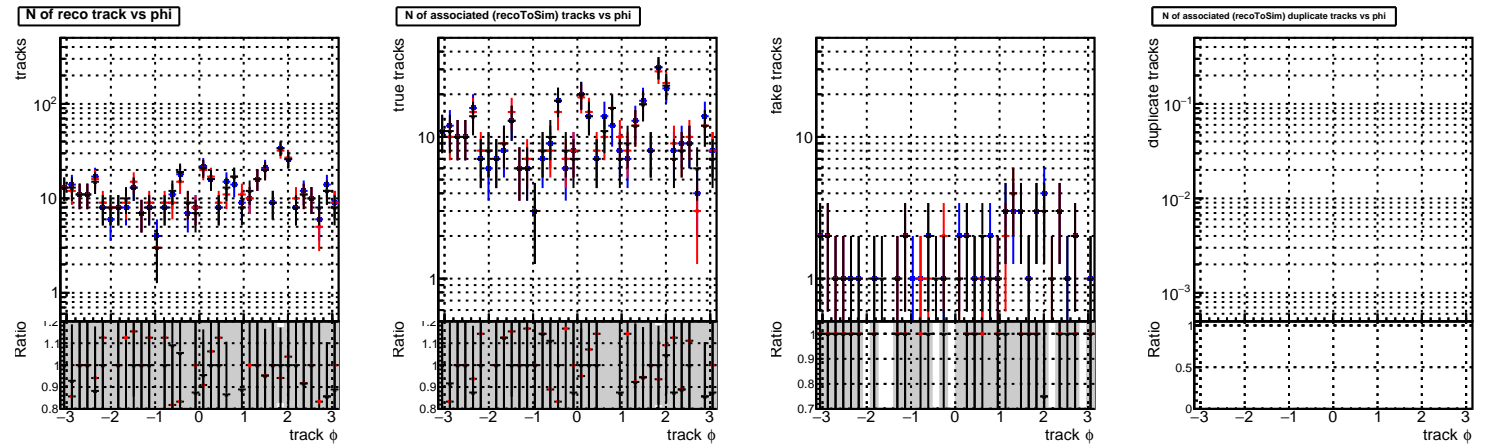 N of reco track vs phi
tracks
10²
10
1
Ratio
1.2
1.1
1
0.9
0.8
−3 −2 −1 0 1 2 3
track ϕ
N of associated (recoToSim) tracks vs phi
true tracks
10
1
Ratio
1.2
1.1
1
0.9
0.8
−3 −2 −1 0 1 2 3
track ϕ
fake tracks
10
1
Ratio
1
0.9
0.8
0.7
−3 −2 −1 0 1 2 3
track ϕ
N of associated (recoToSim) duplicate tracks vs phi
duplicate tracks
10⁻¹
10⁻²
10⁻³
Ratio
1
0.5
0
−3 −2 −1 0 1 2 3
track ϕ